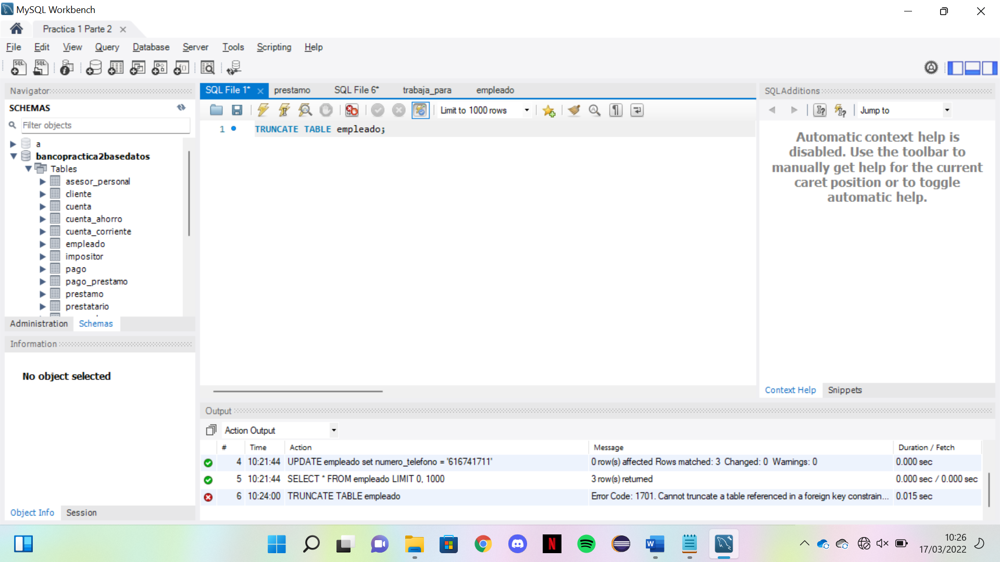 MySQL Workbench
Practica 1 Parte 2
File Edit View Query Database Server Tools Scripting Help
Navigator
SCHEMAS
Filter objects
a
bancopractica2basedatos
Tables
asesor_personal
cliente
cuenta
cuenta_ahorro
cuenta_corriente
empleado
impositor
pago
pago_prestamo
prestamo
prestatario
Administration Schemas
Information
No object selected
Object Info Session
SQL File 1* prestamo SQL File 6* trabaja_para empleado
Limit to 1000 rows
1 TRUNCATE TABLE empleado;
SQLAdditions
Jump to
Automatic context help is
disabled. Use the toolbar to
manually get help for the current
caret position or to toggle
automatic help.
Context Help Snippets
Output
Action Output
# Time Action Message Duration / Fetch
4 10:21:44 UPDATE empleado set numero_telefono = '616741711' 0 row(s) affected Rows matched: 3 Changed: 0 Warnings: 0 0.000 sec
5 10:21:44 SELECT * FROM empleado LIMIT 0, 1000 3 row(s) returned 0.000 sec / 0.000 sec
6 10:24:00 TRUNCATE TABLE empleado Error Code: 1701. Cannot truncate a table referenced in a foreign key constrain... 0.015 sec
10:26
17/03/2022